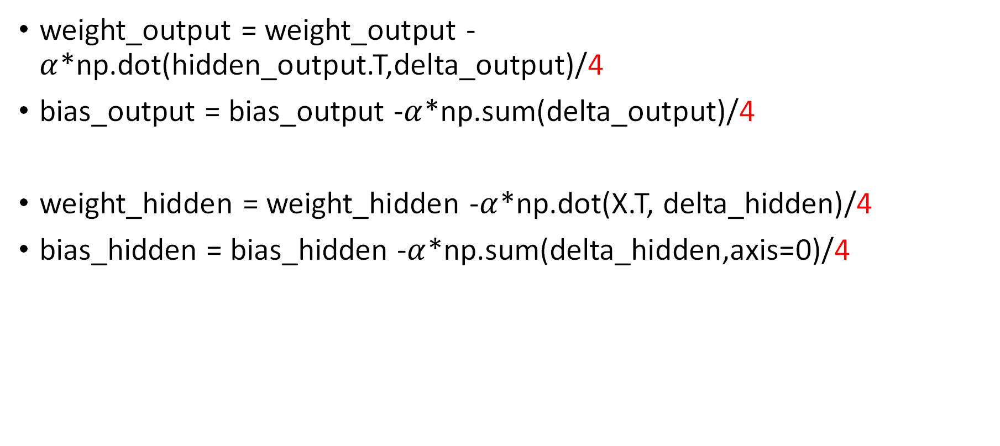 • weight_output = weight_output -
𝛼*np.dot(hidden_output.T,delta_output)/4
• bias_output = bias_output -𝛼*np.sum(delta_output)/4
• weight_hidden = weight_hidden -𝛼*np.dot(X.T, delta_hidden)/4
• bias_hidden = bias_hidden -𝛼*np.sum(delta_hidden,axis=0)/4